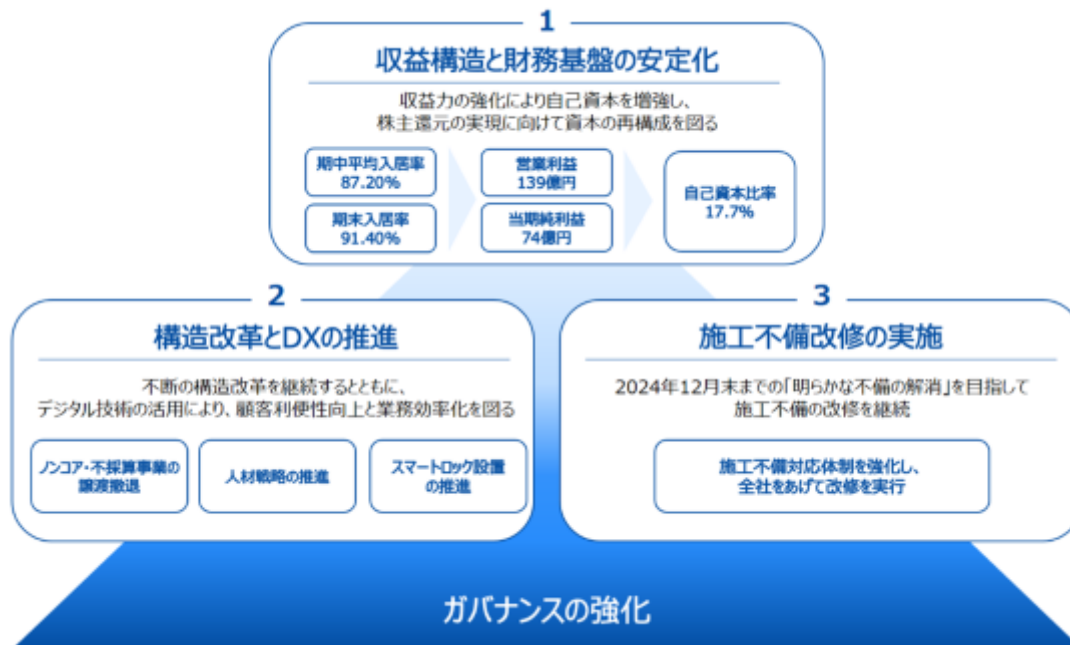 1
収益構造と財務基盤の安定化
収益力の強化により自己資本を増強し、
株主還元の実現に向けて資本の再構成を図る
期中平均入居率
87.20%
期末入居率
91.40%
営業利益
139億円
当期純利益
74億円
自己資本比率
17.7%
2
構造改革とDXの推進
不断の構造改革を継続するとともに、
デジタル技術の活用により、顧客利便性向上と業務効率化を図る
ノンコア・不採算事業の
譲渡撤退
人材戦略の推進
スマートロック設置
の推進
3
施工不備改修の実施
2024年12月末までの「明らかな不備の解消」を目指して
施工不備の改修を継続
施工不備対応体制を強化し、
全社をあげて改修を実行
ガバナンスの強化